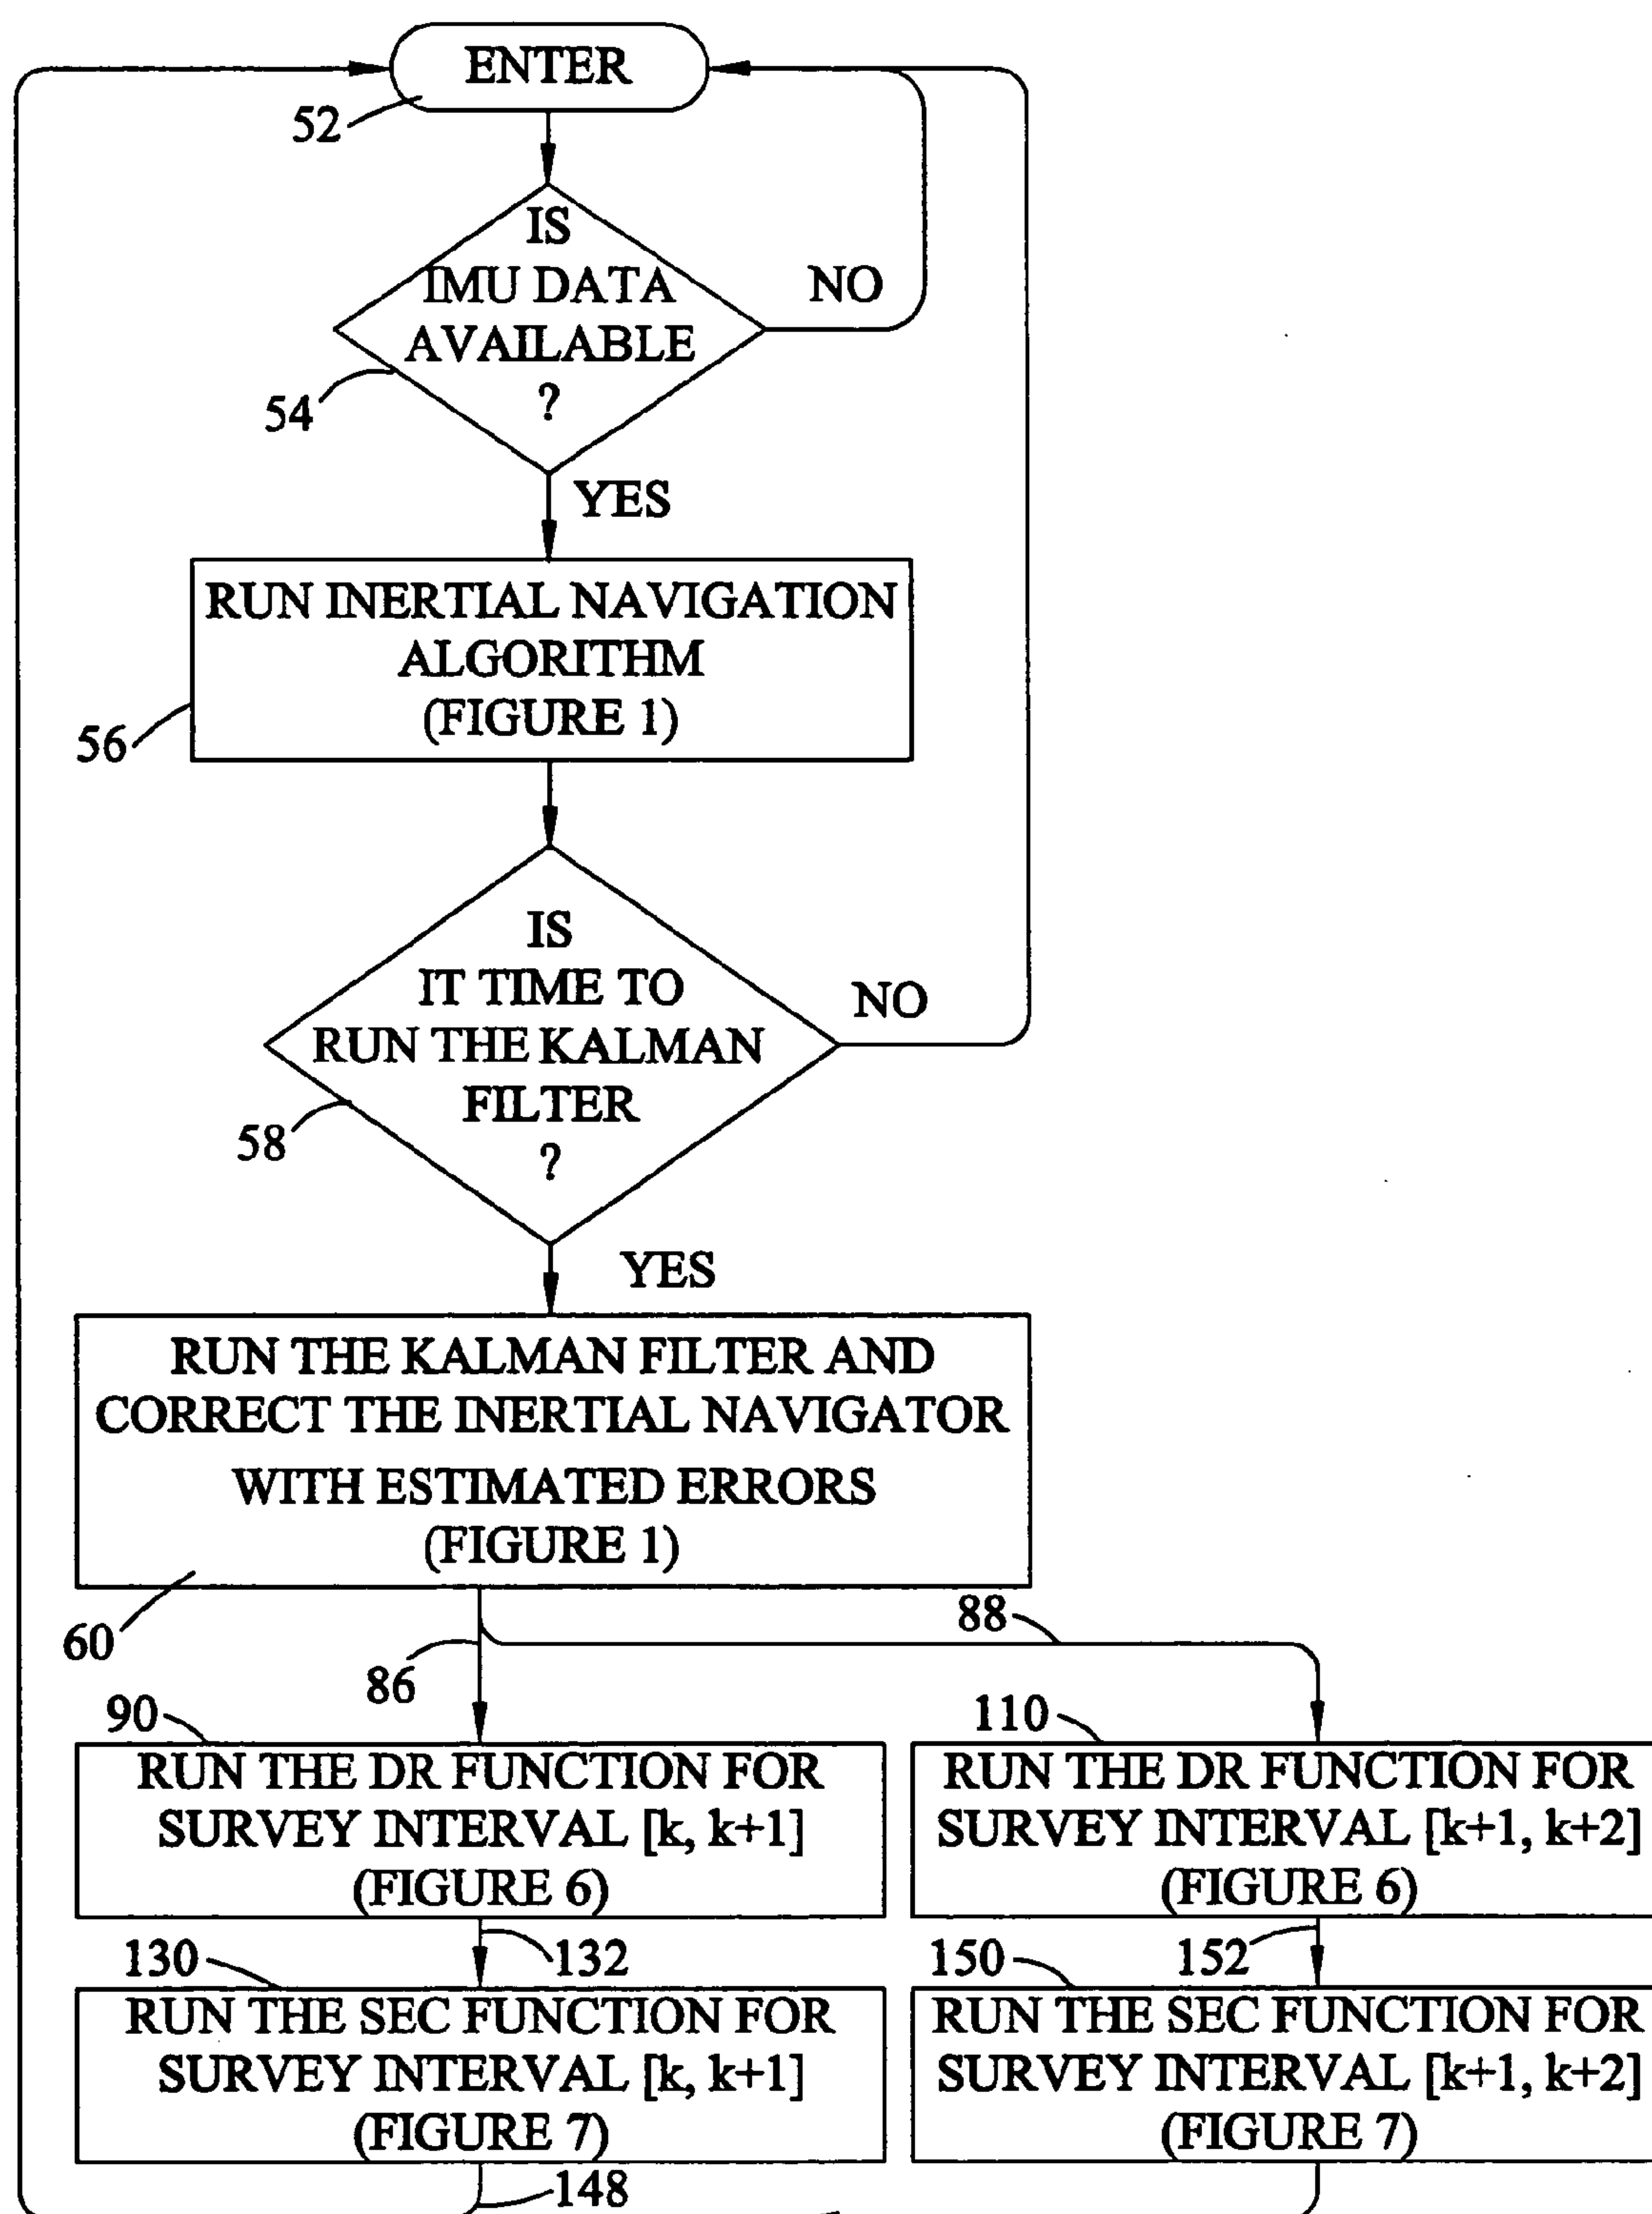 ENTER
52
IS
IMU DATA
AVAILABLE
?
NO
54
YES
RUN INERTIAL NAVIGATION
ALGORITHM
(FIGURE 1)
56
IS
IT TIME TO
RUN THE KALMAN
FILTER
?
NO
58
YES
RUN THE KALMAN FILTER AND
CORRECT THE INERTIAL NAVIGATOR
WITH ESTIMATED ERRORS
(FIGURE 1)
60
86
88
90
RUN THE DR FUNCTION FOR
SURVEY INTERVAL [k, k+1]
(FIGURE 6)
110
RUN THE DR FUNCTION FOR
SURVEY INTERVAL [k+1, k+2]
(FIGURE 6)
130
132
RUN THE SEC FUNCTION FOR
SURVEY INTERVAL [k, k+1]
(FIGURE 7)
150
152
RUN THE SEC FUNCTION FOR
SURVEY INTERVAL [k+1, k+2]
(FIGURE 7)
148